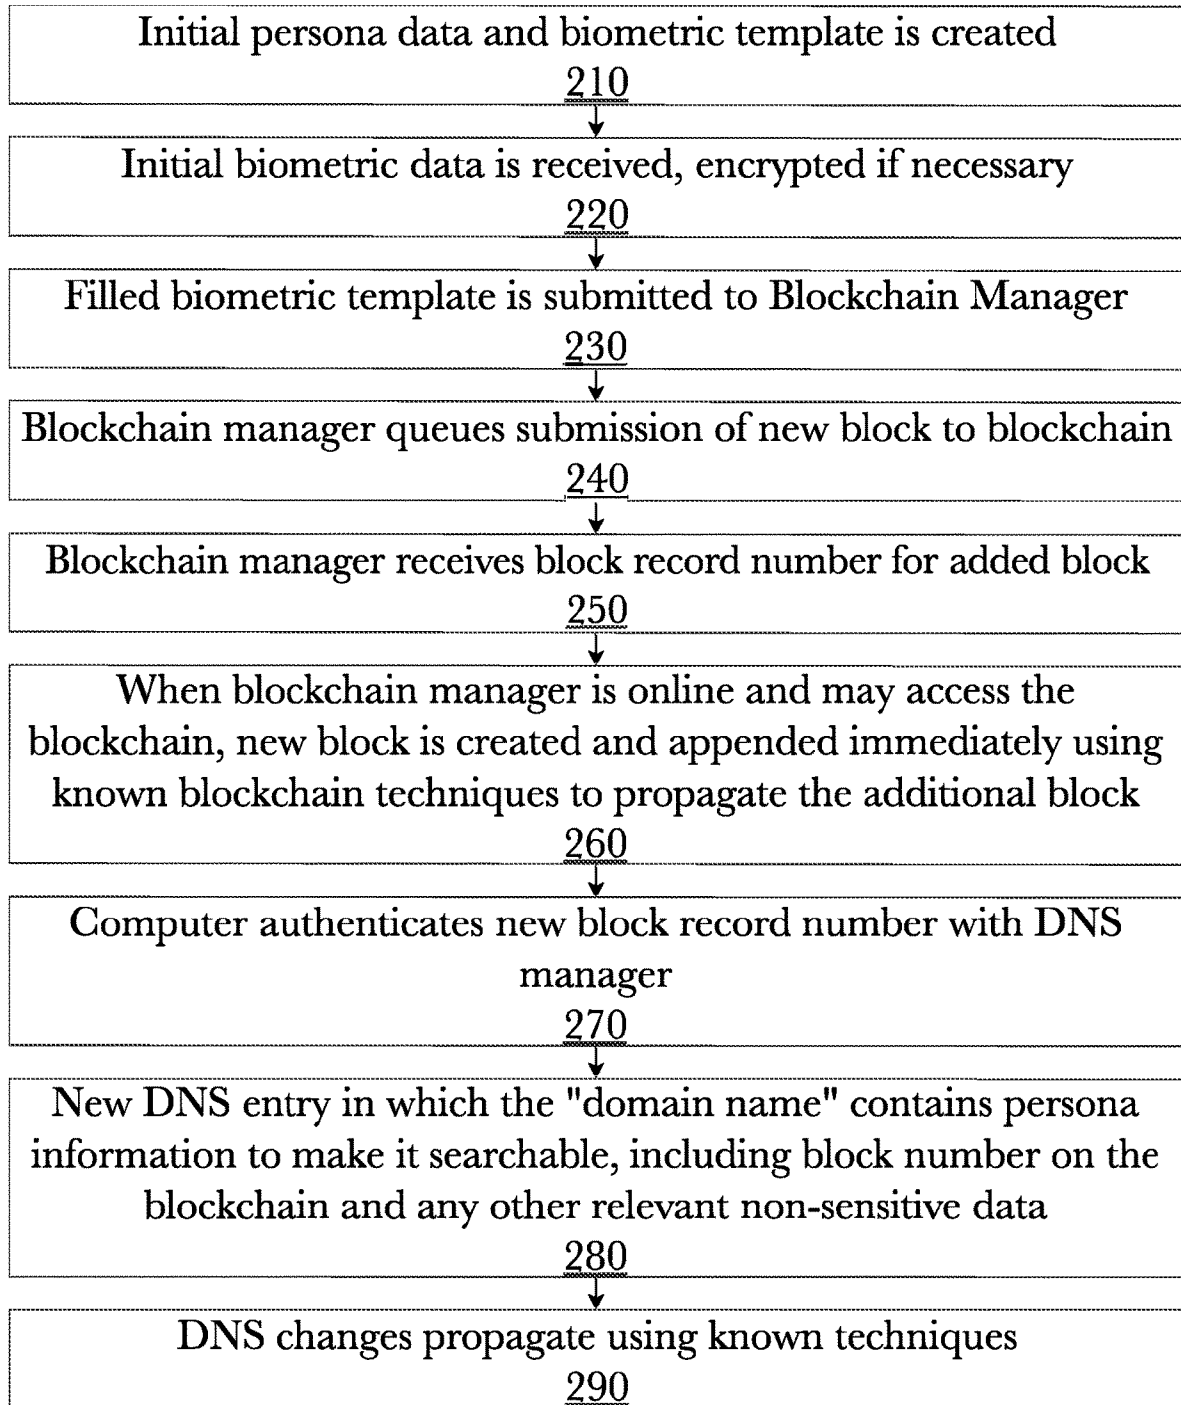 Initial persona data and biometric template is created
210
Initial biometric data is received, encrypted if necessary
220
Filled biometric template is submitted to Blockchain Manager
230
Blockchain manager queues submission of new block to blockchain
240
Blockchain manager receives block record number for added block
250
When blockchain manager is online and may access the
blockchain, new block is created and appended immediately using
known blockchain techniques to propagate the additional block
260
Computer authenticates new block record number with DNS
manager
270
New DNS entry in which the "domain name" contains persona
information to make it searchable, including block number on the
blockchain and any other relevant non-sensitive data
280
DNS changes propagate using known techniques
290